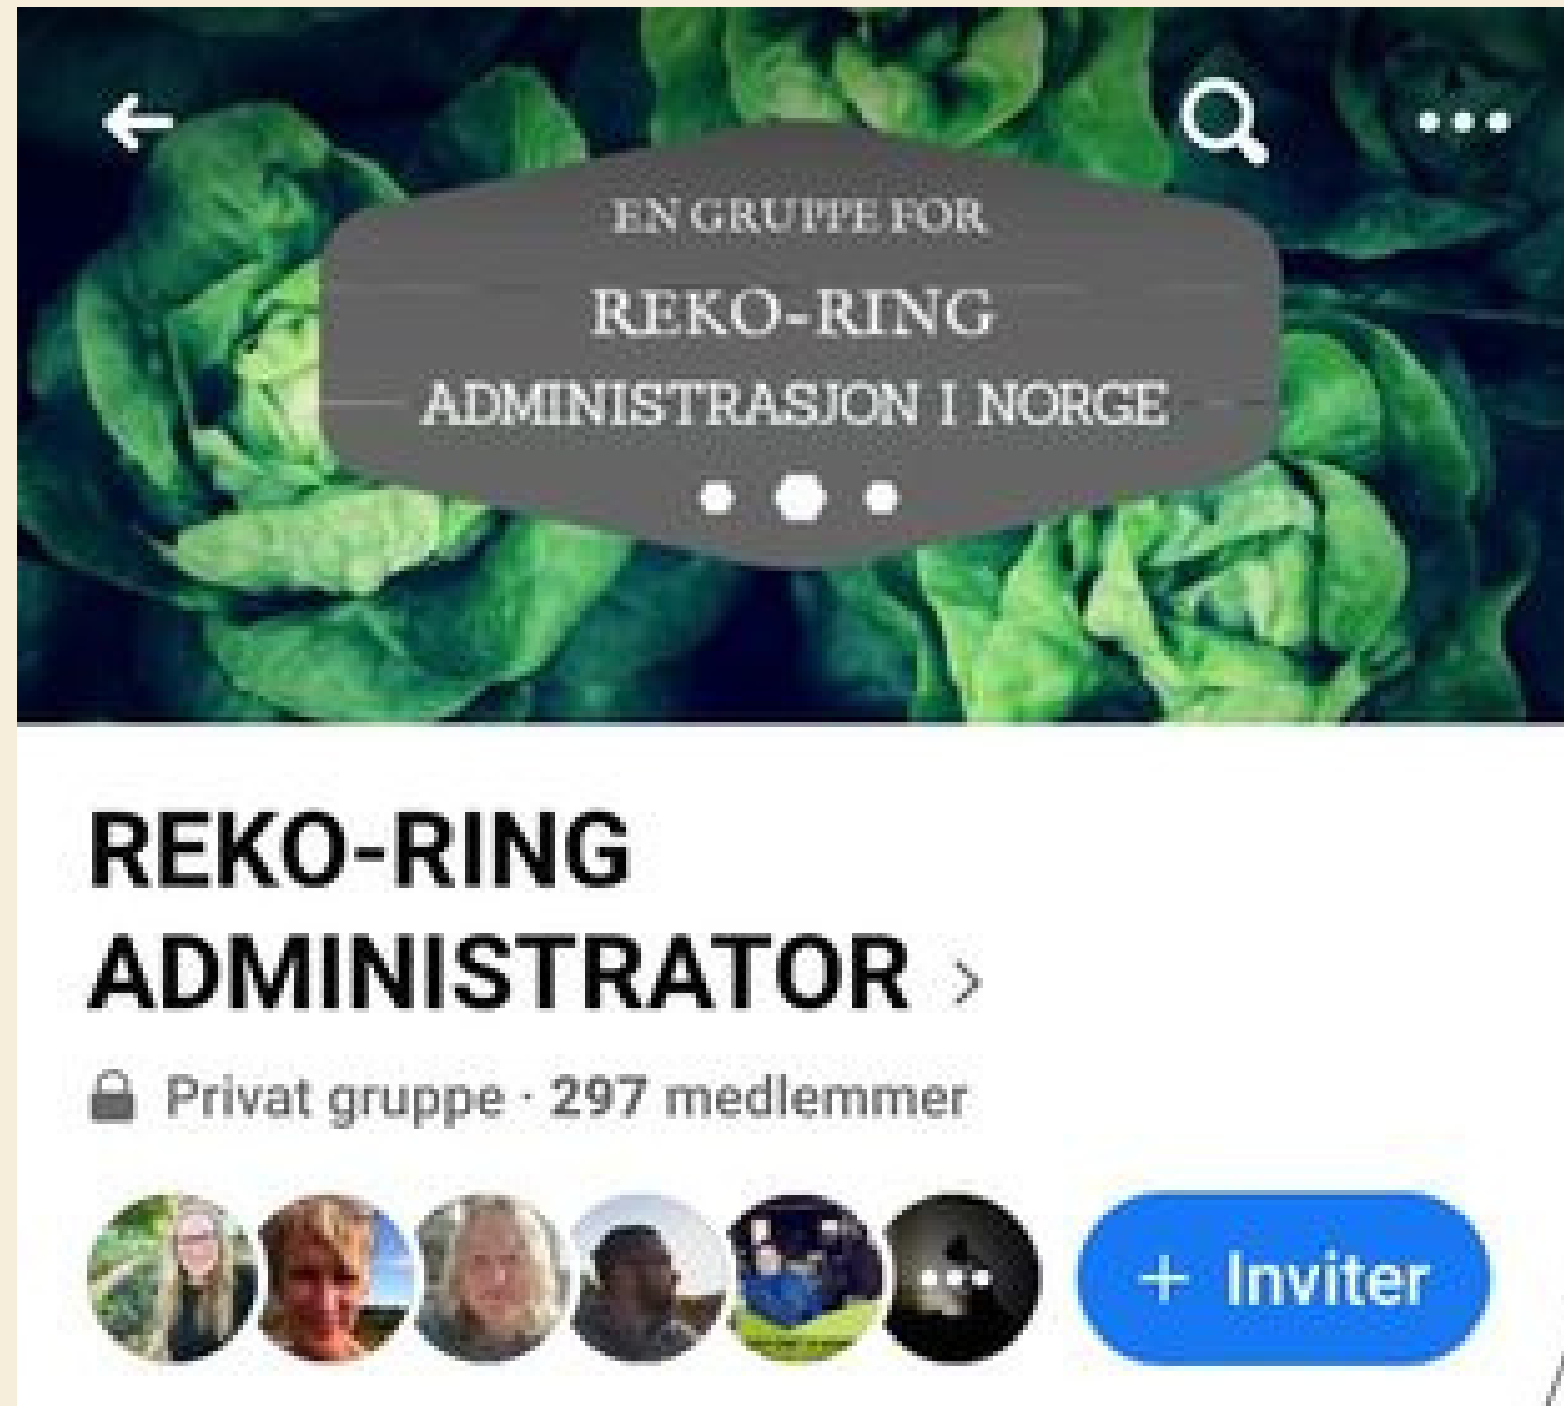 EN GRUPPE FOR
REKO-RING
ADMINISTRASJON I NORGE
REKO-RING
ADMINISTRATOR >
Privat gruppe · 297 medlemmer
+ Inviter